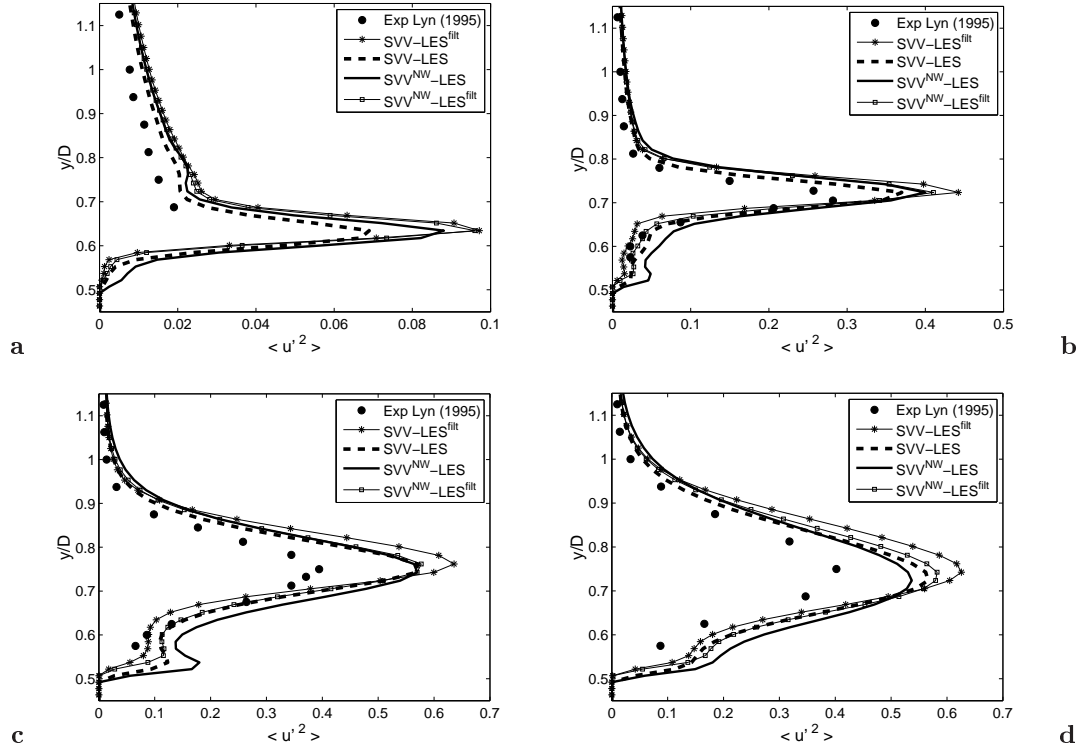 Exp Lyn (1995)
SVV−LES^filt
SVV−LES
SVV^NW−LES
SVV^NW−LES^filt
1.1
1
0.9
0.8
0.7
0.6
0.5
y/D
0 0.02 0.04 0.06 0.08 0.1
< u'^2 >
a
Exp Lyn (1995)
SVV−LES^filt
SVV−LES
SVV^NW−LES
SVV^NW−LES^filt
1.1
1
0.9
0.8
0.7
0.6
0.5
y/D
0 0.1 0.2 0.3 0.4 0.5
< u'^2 >
b
Exp Lyn (1995)
SVV−LES^filt
SVV−LES
SVV^NW−LES
SVV^NW−LES^filt
1.1
1
0.9
0.8
0.7
0.6
0.5
y/D
0 0.1 0.2 0.3 0.4 0.5 0.6 0.7
< u'^2 >
c
Exp Lyn (1995)
SVV−LES^filt
SVV−LES
SVV^NW−LES
SVV^NW−LES^filt
1.1
1
0.9
0.8
0.7
0.6
0.5
y/D
0 0.1 0.2 0.3 0.4 0.5 0.6 0.7
< u'^2 >
d